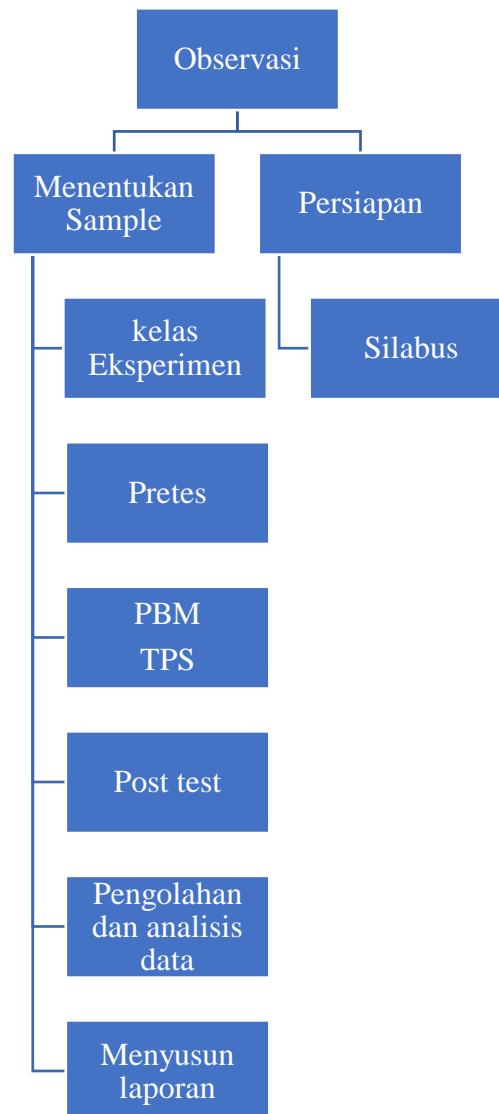 Observasi
Menentukan
Sample
Persiapan
kelas
Eksperimen
Silabus
Pretes
PBM
TPS
Post test
Pengolahan
dan analisis
data
Menyusun
laporan